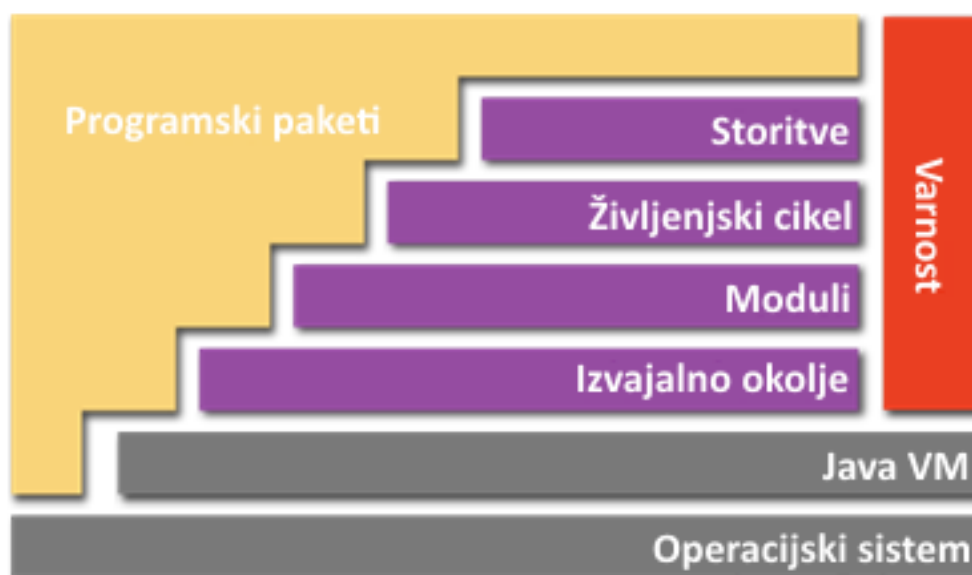 Programski paketi
Storitve
Življenjski cikel
Moduli
Izvajalno okolje
Varnost
Java VM
Operacijski sistem